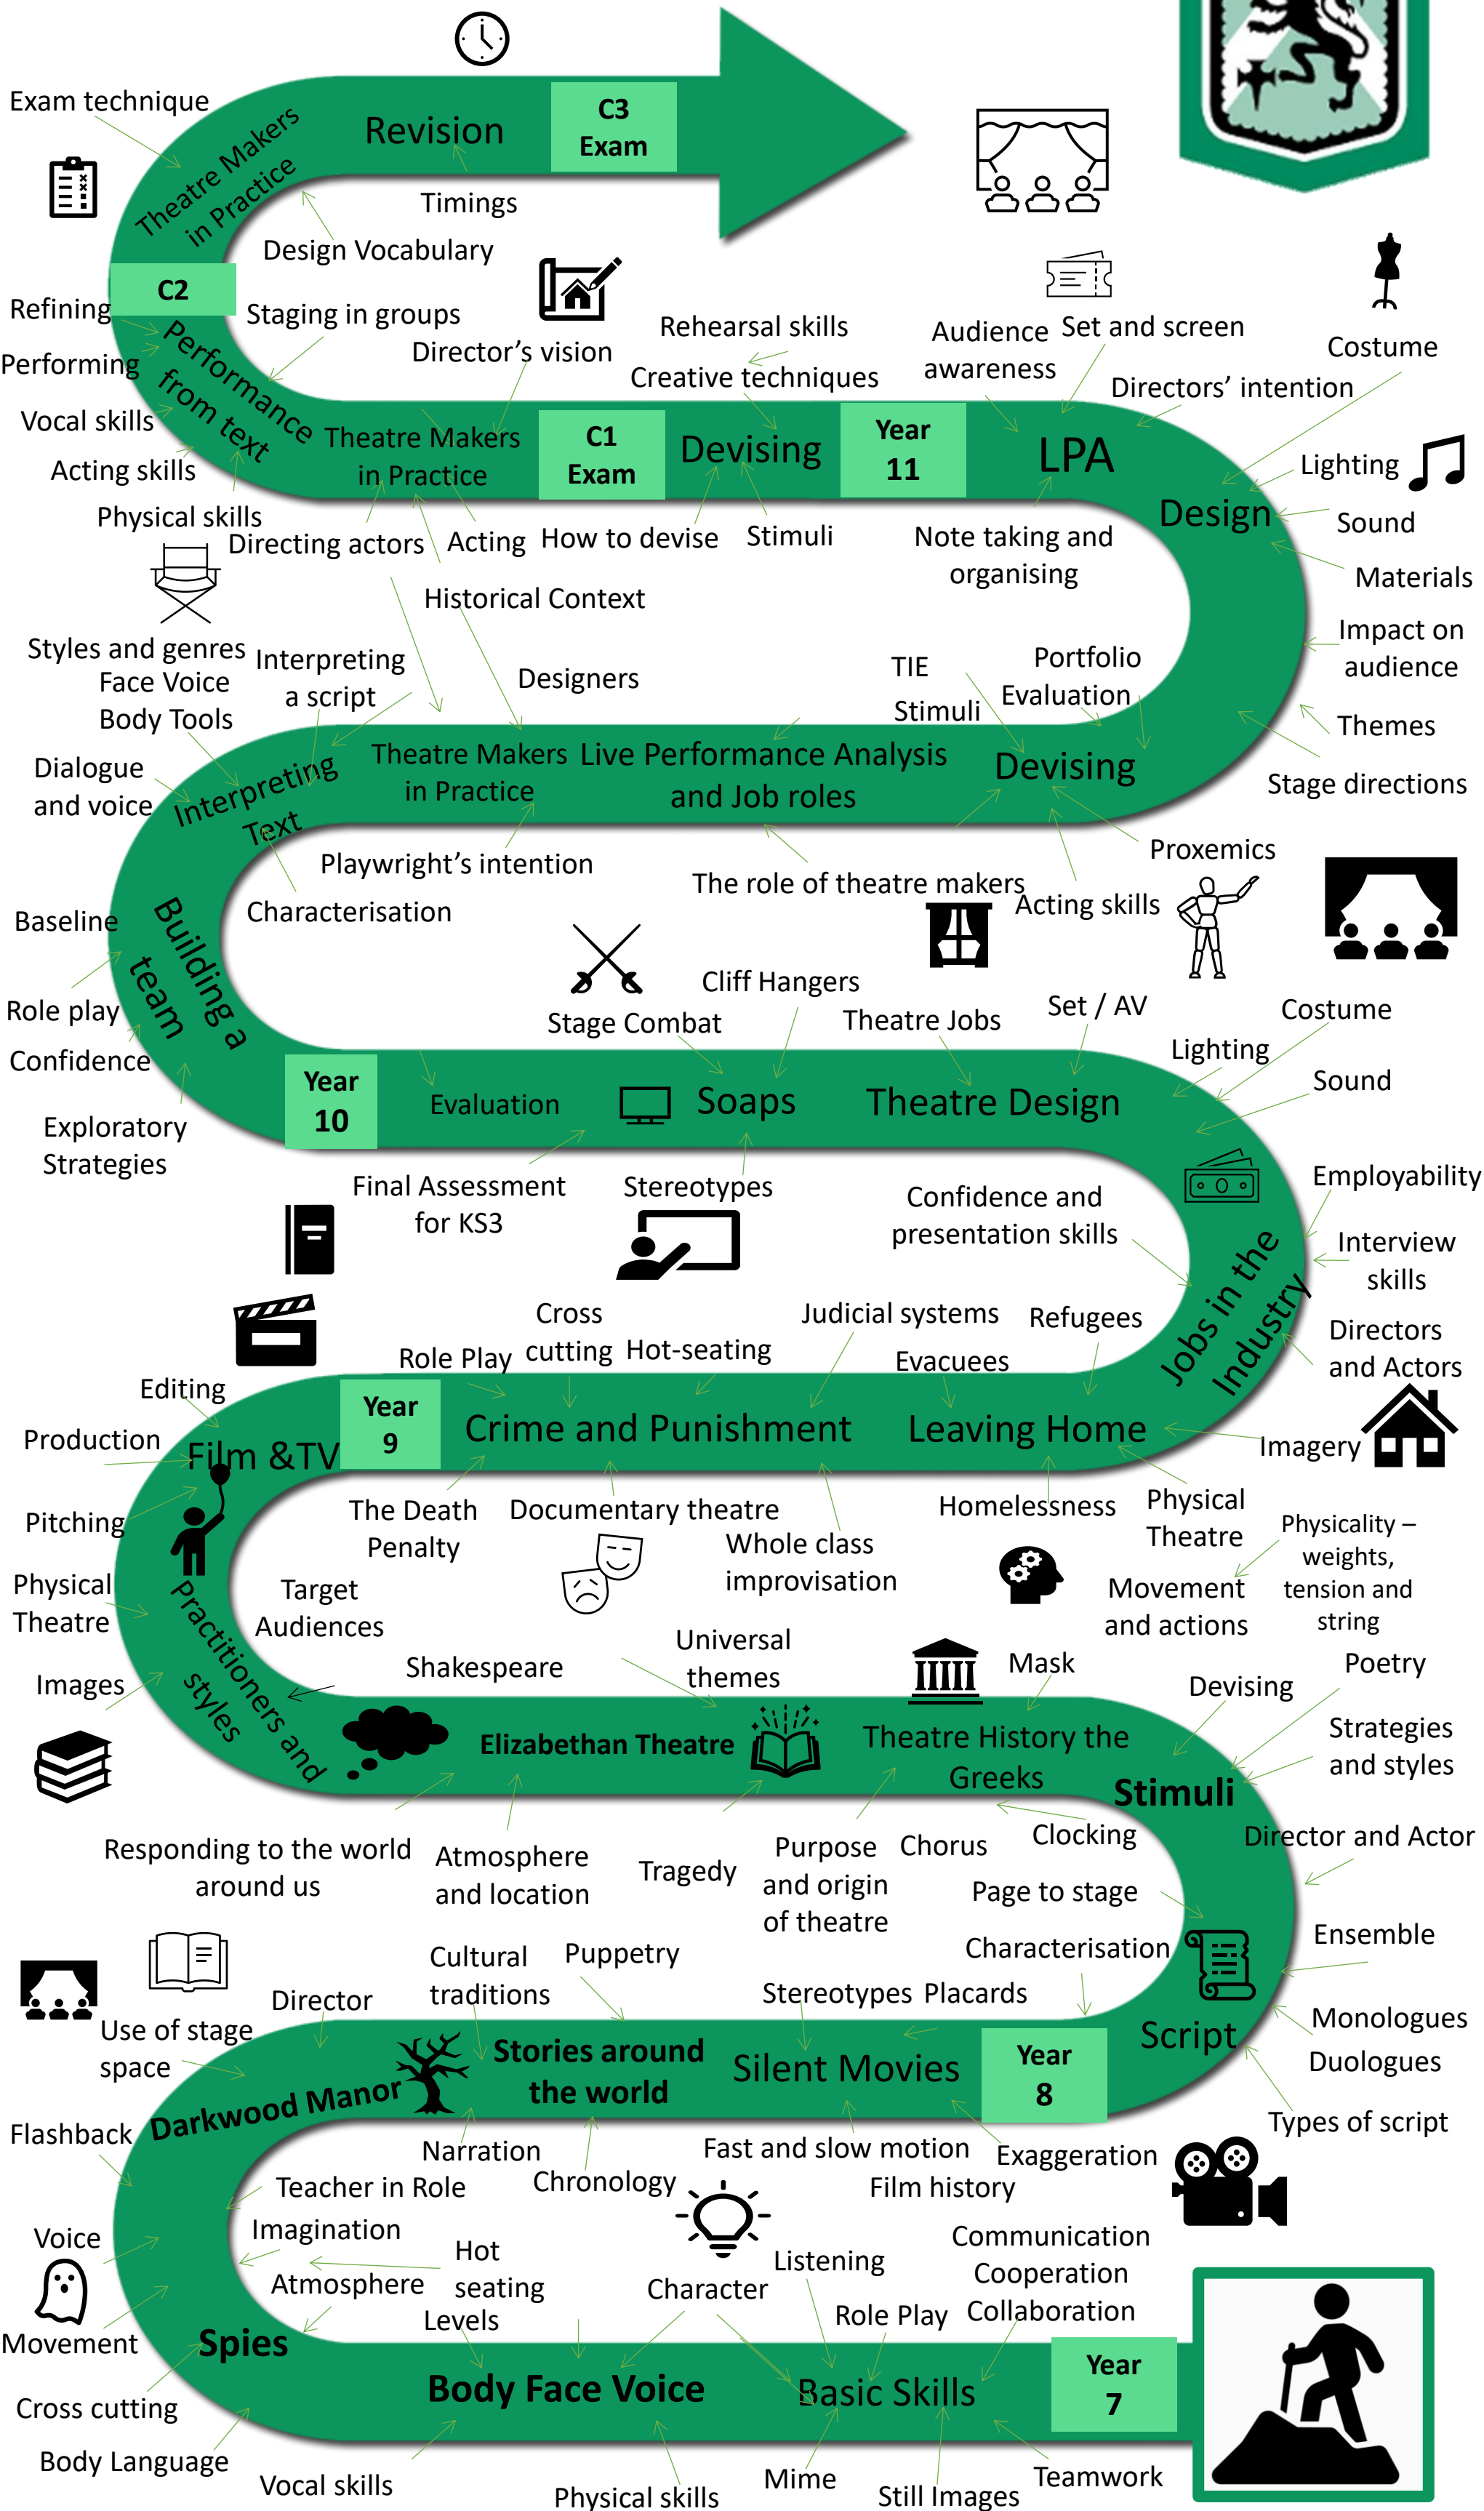 Exam technique
Theatre Makers
in Practice
Revision
C3
Exam
Timings
Design Vocabulary
C2
Refining
Performing
Vocal skills
Acting skills
Physical skills
Performance
from text
Staging in groups
Director's vision
Rehearsal skills
Creative techniques
Audience
awareness
Set and screen
Directors' intention
Costume
Theatre Makers
in Practice
C1
Exam
Devising
Year
11
LPA
Design
Lighting
Sound
Materials
Impact on
audience
Themes
Stage directions
Directing actors
Acting
How to devise
Stimuli
Note taking and
organising
Historical Context
Styles and genres
Face Voice
Body Tools
Interpreting
a script
Designers
TIE
Stimuli
Portfolio
Evaluation
Dialogue
and voice
Interpreting
Text
Theatre Makers
in Practice
Live Performance Analysis
and Job roles
Devising
Playwright's intention
Characterisation
The role of theatre makers
Acting skills
Proxemics
Baseline
Role play
Confidence
Exploratory
Strategies
Building a
team
Stage Combat
Cliff Hangers
Theatre Jobs
Set / AV
Costume
Lighting
Sound
Year
10
Evaluation
Soaps
Theatre Design
Final Assessment
for KS3
Stereotypes
Confidence and
presentation skills
Employability
Interview
skills
Directors
and Actors
Jobs in the
Industry
Role Play
Cross
cutting
Hot-seating
Judicial systems
Evacuees
Refugees
Editing
Production
Pitching
Film &TV
Year
9
Crime and Punishment
Leaving Home
Imagery
The Death
Penalty
Documentary theatre
Whole class
improvisation
Homelessness
Physical
Theatre
Physicality –
weights,
tension and
string
Movement
and actions
Physical
Theatre
Images
Target
Audiences
Practitioners and
styles
Shakespeare
Universal
themes
Mask
Devising
Poetry
Strategies
and styles
Elizabethan Theatre
Theatre History the
Greeks
Stimuli
Responding to the world
around us
Atmosphere
and location
Tragedy
Purpose
and origin
of theatre
Chorus
Clocking
Page to stage
Characterisation
Director and Actor
Ensemble
Monologues
Duologues
Types of script
Script
Use of stage
space
Director
Cultural
traditions
Puppetry
Stereotypes
Placards
Darkwood Manor
Stories around
the world
Silent Movies
Year
8
Flashback
Narration
Chronology
Fast and slow motion
Film history
Exaggeration
Teacher in Role
Imagination
Atmosphere
Hot
seating
Levels
Voice
Movement
Cross cutting
Body Language
Spies
Character
Listening
Role Play
Communication
Cooperation
Collaboration
Body Face Voice
Basic Skills
Year
7
Vocal skills
Physical skills
Mime
Still Images
Teamwork